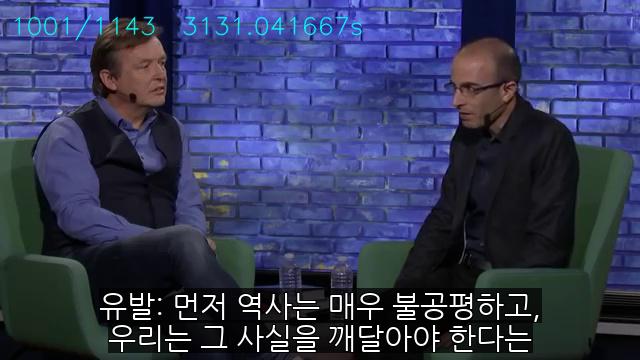 1001/1143 3131.041667s
유발: 먼저 역사는 매우 불공평하고,
우리는 그 사실을 깨달아야 한다는